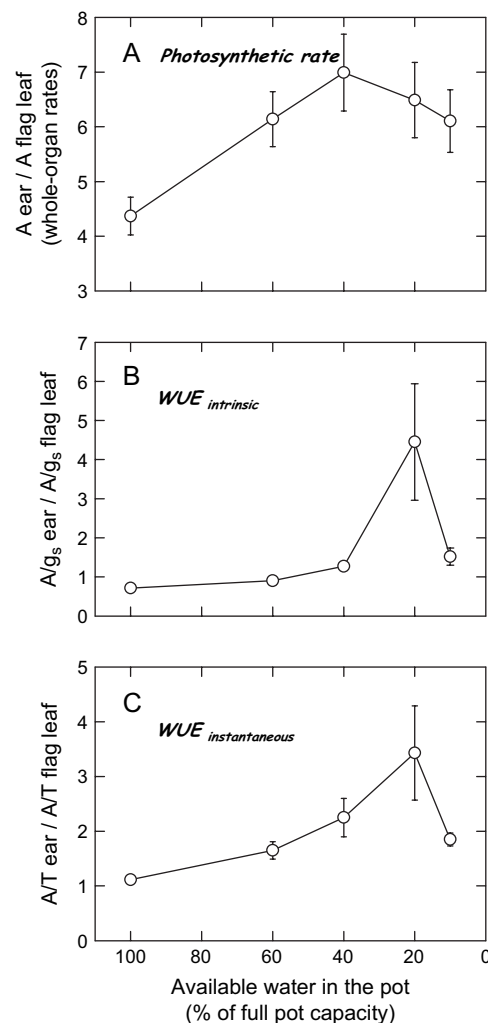 A Photosynthetic rate
A ear / A flag leaf
(whole-organ rates)
8
7
6
5
4
3
B
WUE intrinsic
A/gs ear / A/gs flag leaf
7
6
5
4
3
2
1
0
C
WUE instantaneous
A/T ear / A/T flag leaf
5
4
3
2
1
0
100 80 60 40 20 0
Available water in the pot
(% of full pot capacity)